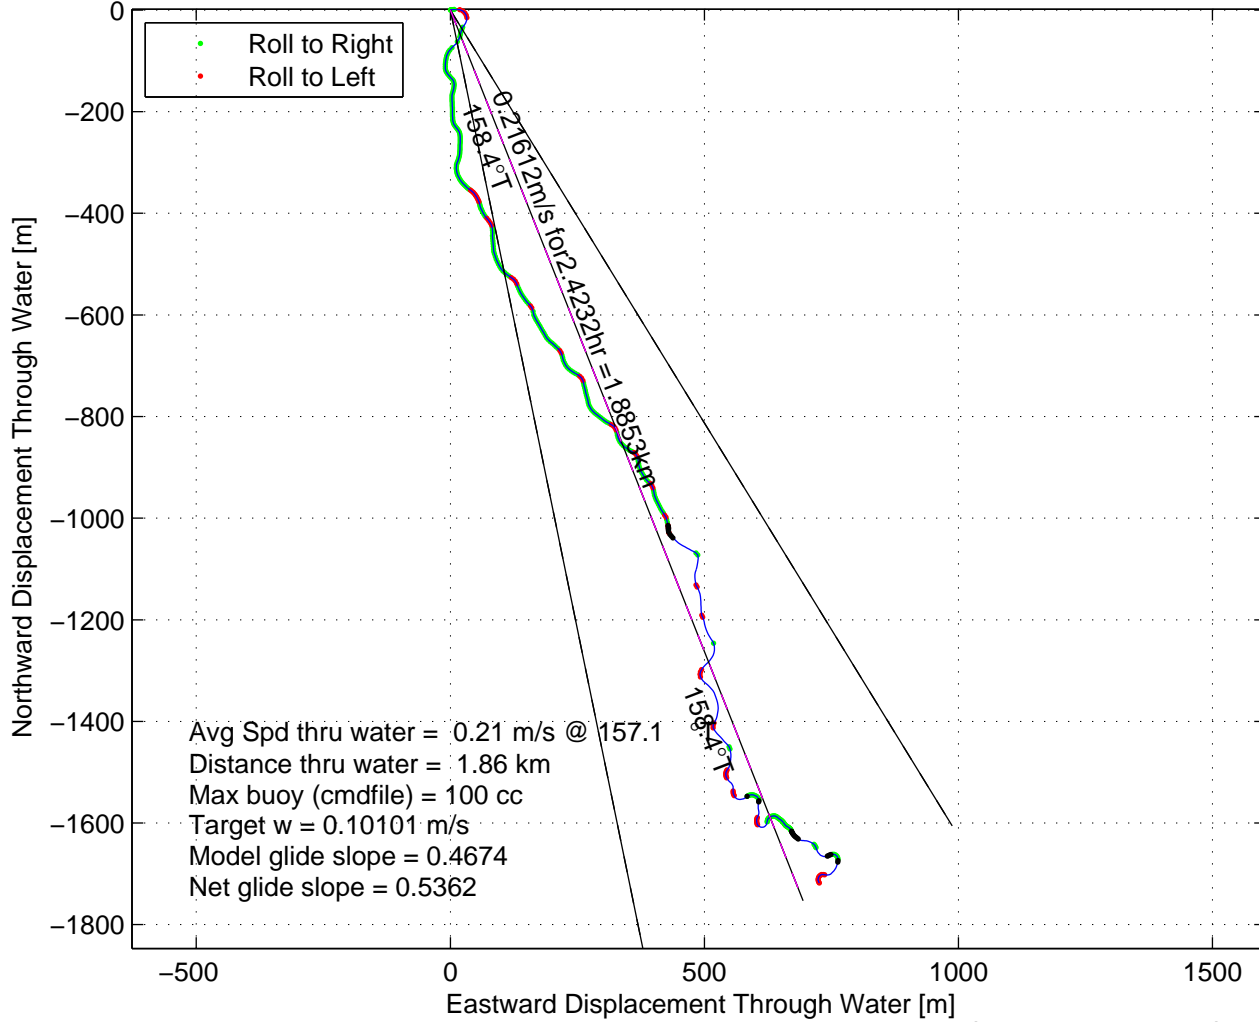 0
−200
−400
−600
−800
−1000
−1200
−1400
−1600
−1800
Northward Displacement Through Water [m]
Roll to Right
Roll to Left
158.4°T
0.21612m/s for2.4232hr =1.8853km
158.4°T
Avg Spd thru water =  0.21 m/s @ 157.1
Distance thru water =  1.86 km
Max buoy (cmdfile) = 100 cc
Target w = 0.10101 m/s
Model glide slope = 0.4674
Net glide slope = 0.5362
−500
0
500
1000
1500
Eastward Displacement Through Water [m]